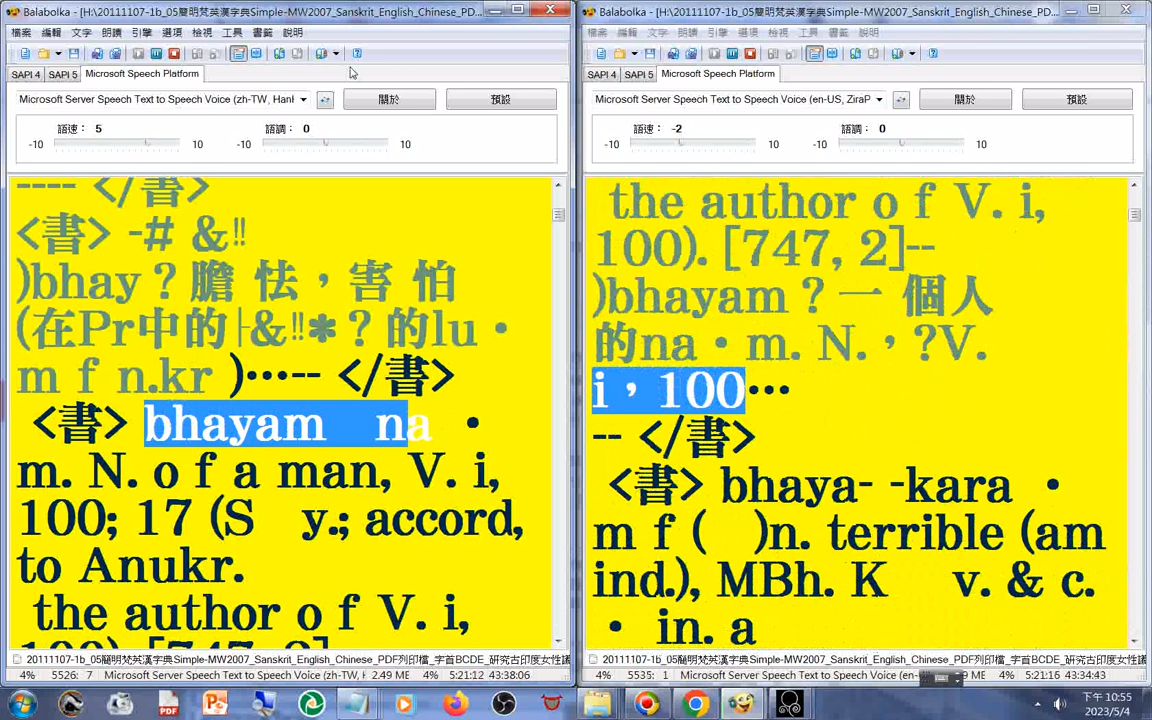 Balabolka - [H:\20111107-1b_05簡明梵英漢字典Simple-MW2007_Sanskrit_English_Chinese_PD...
檔案 編輯 文字 朗讀 引擎 選項 檢視 工具 書籤 說明
SAPI 4 SAPI 5 Microsoft Speech Platform
Microsoft Server Speech Text to Speech Voice (zh-TW, Hanl
關於 預設
語速： 5 語調： 0
-10 10 -10 10
---- </書>
<書> -# &‼
)bhay？膽 怯，害 怕
(在Pr中的├&‼*？的lu•
m f n.kr )…-- </書>
<書> bhayam na •
m. N. o f a man, V. i,
100; 17 (S y.; accord,
to Anukr.
the author o f V. i,
100). [747, 2]
20111107-1b_05簡明梵英漢字典Simple-MW2007_Sanskrit_English_Chinese_PDF列印檔_字首BCDE_研究古印度女性議
4% 5526: 7 Microsoft Server Speech Text to Speech Voice (zh-TW, H 2.49 ME 4% 5:21:12 43:38:06
Balabolka - [H:\20111107-1b_05簡明梵英漢字典Simple-MW2007_Sanskrit_English_Chinese_PD...
檔案 編輯 文字 朗讀 引擎 選項 檢視 工具 書籤 說明
SAPI 4 SAPI 5 Microsoft Speech Platform
Microsoft Server Speech Text to Speech Voice (en-US, ZiraP
關於 預設
語速： -2 語調： 0
-10 10 -10 10
the author o f V. i,
100). [747, 2]--
)bhayam？一 個人
的na•m. N.，?V.
i，100…
-- </書>
<書> bhaya- -kara •
m f ( )n. terrible (am
ind.), MBh. K v. & c.
• in. a
20111107-1b_05簡明梵英漢字典Simple-MW2007_Sanskrit_English_Chinese_PDF列印檔_字首BCDE_研究古印度女性議
4% 5535: 1 Microsoft Server Speech Text to Speech Voice 9 ME 4% 5:21:16 43:34:43
下午 10:55
2023/5/4